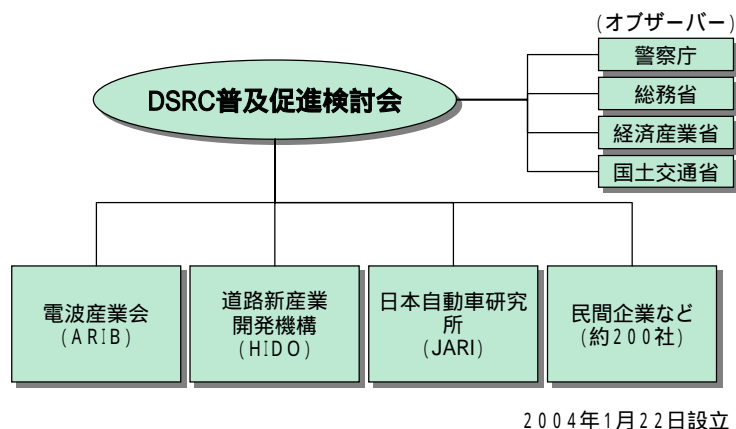 (オブザーバー)
警察庁
DSRC普及促進検討会
総務省
経済産業省
国土交通省
電波産業会
(ARIB)
道路新産業
開発機構
(HIDO)
日本自動車研究
所
(JARI)
民間企業など
(約200社)
2004年1月22日設立